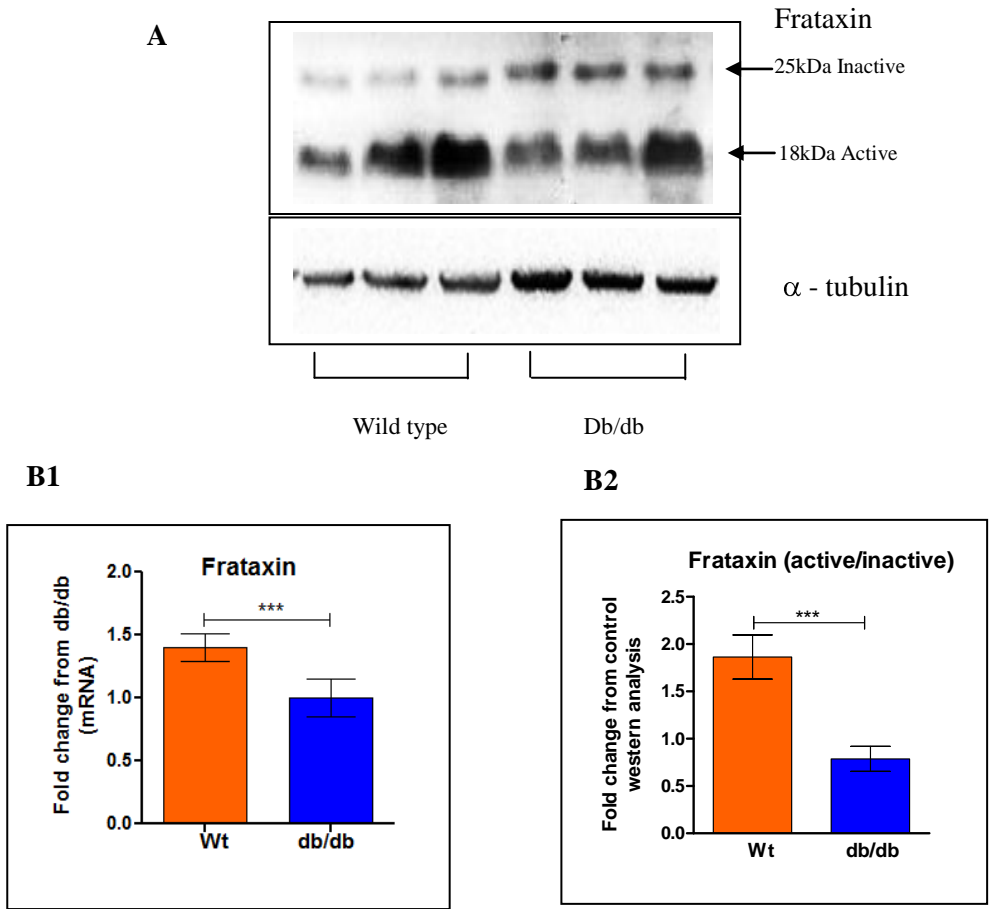 A
Frataxin
25kDa Inactive
18kDa Active
α - tubulin
Wild type
Db/db
B1
Frataxin
Fold change from db/db
(mRNA)
2.0
1.5
1.0
0.5
0.0
***
Wt
db/db
B2
Frataxin (active/inactive)
Fold change from control
western analysis
2.5
2.0
1.5
1.0
0.5
0.0
***
Wt
db/db